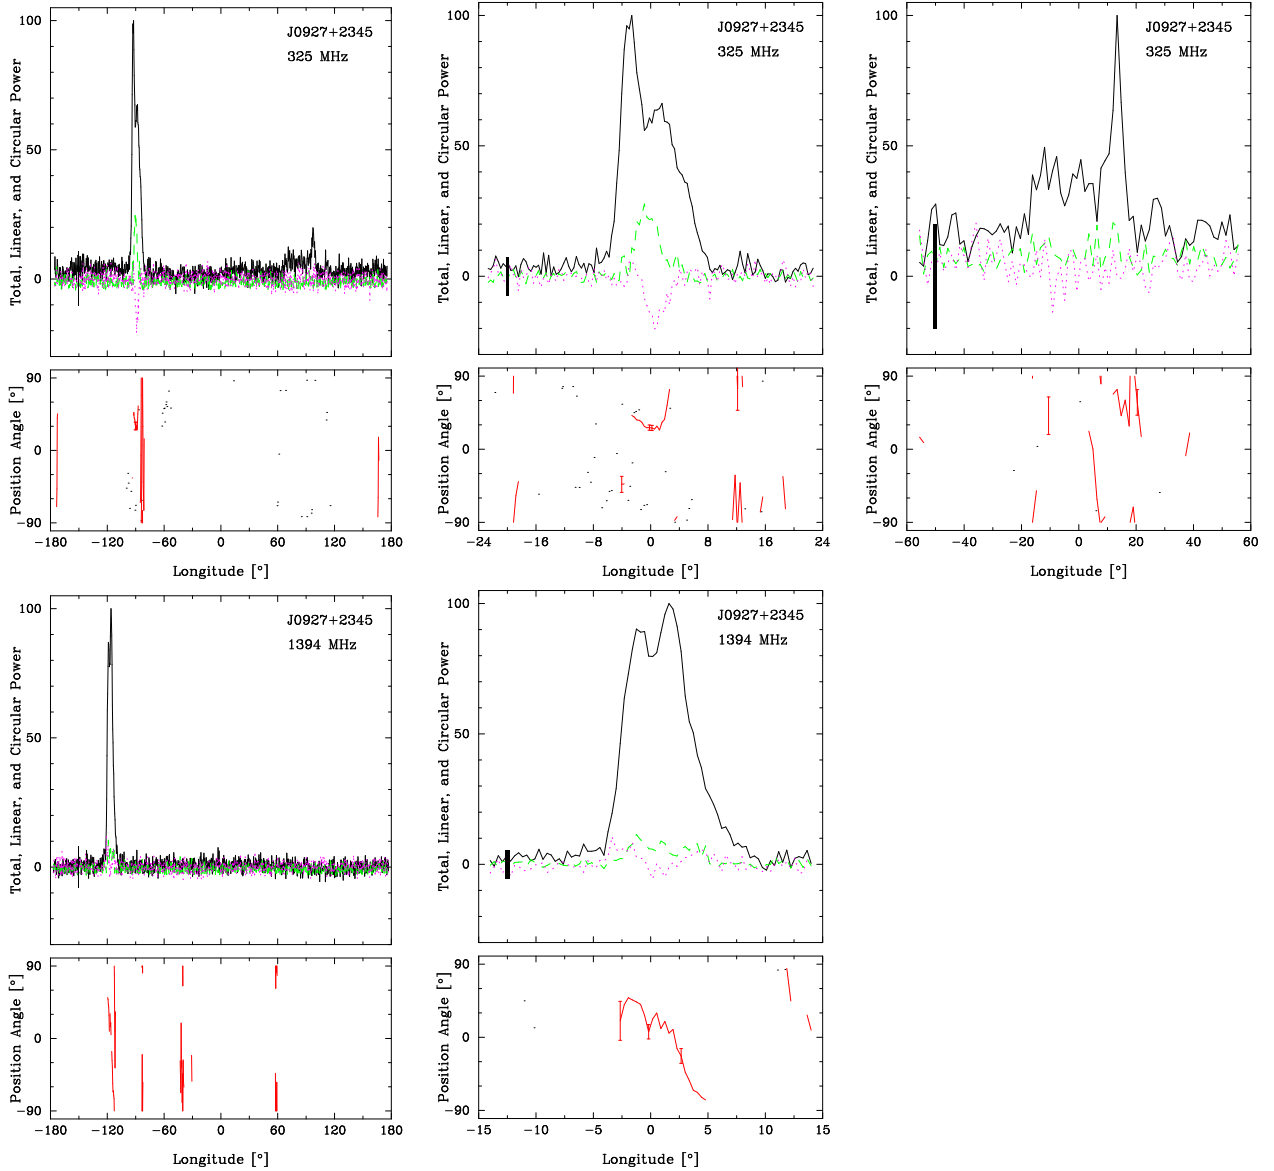 Total, Linear, and Circular Power
100
50
0
J0927+2345
325 MHz
Position Angle [°]
90
0
−90
−180 −120 −60 0 60 120 180
Longitude [°]
Total, Linear, and Circular Power
100
50
0
J0927+2345
325 MHz
Position Angle [°]
90
0
−90
−24 −16 −8 0 8 16 24
Longitude [°]
Total, Linear, and Circular Power
100
50
0
J0927+2345
325 MHz
Position Angle [°]
90
0
−90
−60 −40 −20 0 20 40 60
Longitude [°]
Total, Linear, and Circular Power
100
50
0
J0927+2345
1394 MHz
Position Angle [°]
90
0
−90
−180 −120 −60 0 60 120 180
Longitude [°]
Total, Linear, and Circular Power
100
50
0
J0927+2345
1394 MHz
Position Angle [°]
90
0
−90
−15 −10 −5 0 5 10 15
Longitude [°]